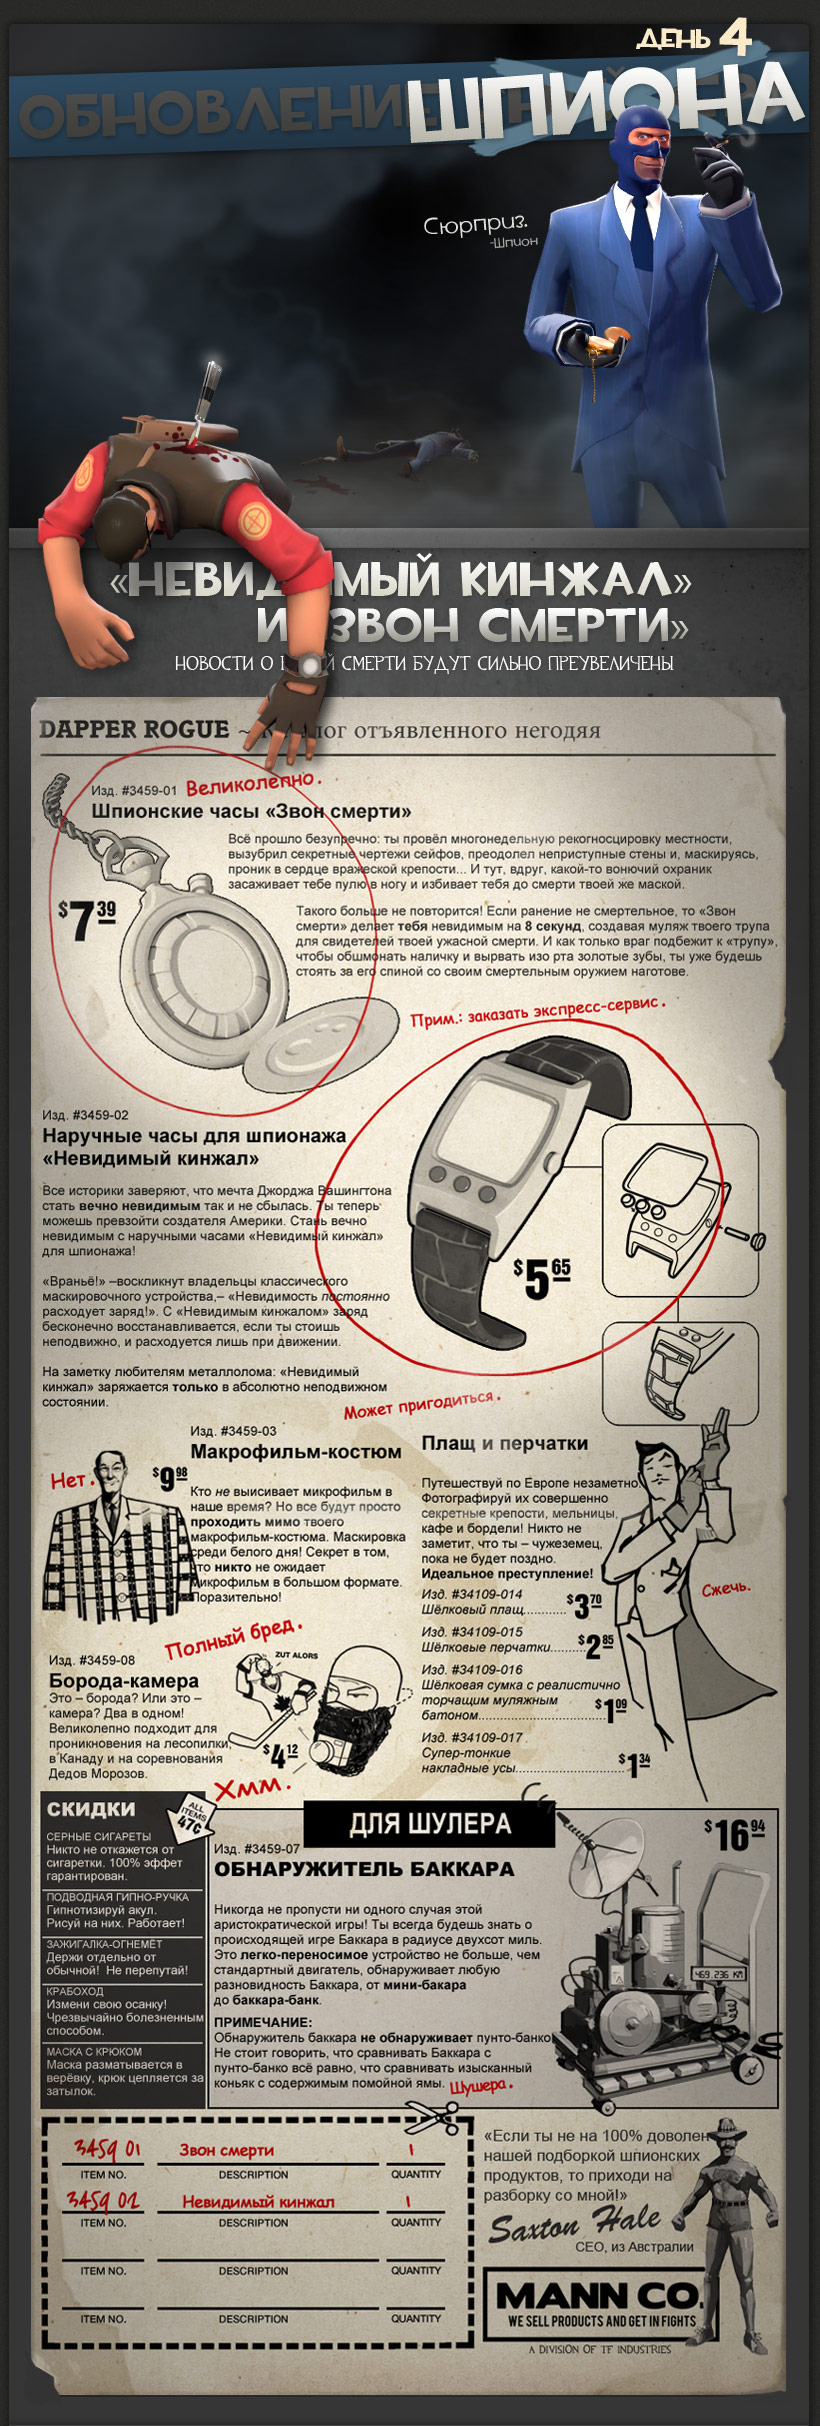 ДЕНЬ 4
ОБНОВЛЕНИЕ
ШПИОНА
Сюрприз.
-Шпион
«НЕВИДИМЫЙ КИНЖАЛ»
И ЗВОН СМЕРТИ»
НОВОСТИ О Й СМЕРТИ БУДУТ СИЛЬНО ПРЕУВЕЛИЧЕНЫ
DAPPER ROGUE ~ Каталог отъявленного негодяя
Изд. #3459-01 Великолепно.
Шпионские часы «Звон смерти»
Всё прошло безупречно: ты провёл многонедельную рекогносцировку местности,
вызубрил секретные чертежи сейфов, преодолел неприступные стены и, маскируясь,
проник в сердце вражеской крепости... И тут, вдруг, какой-то вонючий охраник
засаживает тебе пулю в ногу и избивает тебя до смерти твоей же маской.
$7 39
Такого больше не повторится! Если ранение не смертельное, то «Звон
смерти» делает тебя невидимым на 8 секунд, создавая муляж твоего трупа
для свидетелей твоей ужасной смерти. И как только враг подбежит к «трупу»,
чтобы обшмонать наличку и вырвать изо рта золотые зубы, ты уже будешь
стоять за его спиной со своим смертельным оружием наготове.
Прим.: заказать экспресс-сервис.
Изд. #3459-02
Наручные часы для шпионажа
«Невидимый кинжал»
Все историки заверяют, что мечта Джорджа Вашингтона
стать вечно невидимым так и не сбылась. Ты теперь
можешь превзойти создателя Америки. Стань вечно
невидимым с наручными часами «Невидимый кинжал»
для шпионажа!
$5 65
«Враньё!» –воскликнут владельцы классического
маскировочного устройства,– «Невидимость постоянно
расходует заряд!». С «Невидимым кинжалом» заряд
бесконечно восстанавливается, если ты стоишь
неподвижно, и расходуется лишь при движении.
На заметку любителям металлолома: «Невидимый
кинжал» заряжается только в абсолютно неподвижном
состоянии.
Может пригодиться.
Изд. #3459-03
Макрофильм-костюм
Нет.
$9 98
Кто не выисивает микрофильм в
наше время? Но все будут просто
проходить мимо твоего
макрофильм-костюма. Маскировка
среди белого дня! Секрет в том,
что никто не ожидает
микрофильм в большом формате.
Поразительно!
Плащ и перчатки
Путешествуй по Европе незаметно.
Фотографируй их совершенно
секретные крепости, мельницы,
кафе и бордели! Никто не
заметит, что ты – чужеземец,
пока не будет поздно.
Идеальное преступление!
Изд. #34109-014
Шёлковый плащ............ $3 70
Изд. #34109-015
Шёлковые перчатки.......... $2 85
Изд. #34109-016
Шёлковая сумка с реалистично
торчащим муляжным
батоном.................................. $1 09
Изд. #34109-017
Супер-тонкие
накладные усы............................. $1 34
Сжечь.
Полный бред.
Изд. #3459-08
Борода-камера
Это – борода? Или это –
камера? Два в одном!
Великолепно подходит для
проникновения на лесопилки,
в Канаду и на соревнования
Дедов Морозов.
ZUT ALORS
$4 12
Хмм.
СКИДКИ
ALL ITEMS 47¢
СЕРНЫЕ СИГАРЕТЫ
Никто не откажется от
сигаретки. 100% эффет
гарантирован.
ПОДВОДНАЯ ГИПНО-РУЧКА
Гипнотизируй акул.
Рисуй на них. Работает!
ЗАЖИГАЛКА-ОГНЕМЁТ
Держи отдельно от
обычной! Не перепутай!
КРАБОХОД
Измени свою осанку!
Чрезвычайно болезненным
способом.
МАСКА С КРЮКОМ
Маска разматывается в
верёвку, крюк цепляется за
затылок.
ДЛЯ ШУЛЕРА
Изд. #3459-07
ОБНАРУЖИТЕЛЬ БАККАРА
$16 94
Никогда не пропусти ни одного случая этой
аристократической игры! Ты всегда будешь знать о
происходящей игре Баккара в радиусе двухсот миль.
Это легко-переносимое устройство не больше, чем
стандартный двигатель, обнаруживает любую
разновидность Баккара, от мини-бакара
до баккара-банк.
469.236 КМ
ПРИМЕЧАНИЕ:
Обнаружитель баккара не обнаруживает пунто-банко.
Не стоит говорить, что сравнивать Баккара с
пунто-банко всё равно, что сравнивать изысканный
коньяк с содержимым помойной ямы. Шушера.
3459 01 Звон смерти 1
ITEM NO. DESCRIPTION QUANTITY
3459 02 Невидимый кинжал 1
ITEM NO. DESCRIPTION QUANTITY
ITEM NO. DESCRIPTION QUANTITY
ITEM NO. DESCRIPTION QUANTITY
«Если ты не на 100% доволен
нашей подборкой шпионских
продуктов, то приходи на
разборку со мной!»
Saxton Hale
CEO, из Австралии
MANN CO.
WE SELL PRODUCTS AND GET IN FIGHTS
A DIVISION OF TF INDUSTRIES